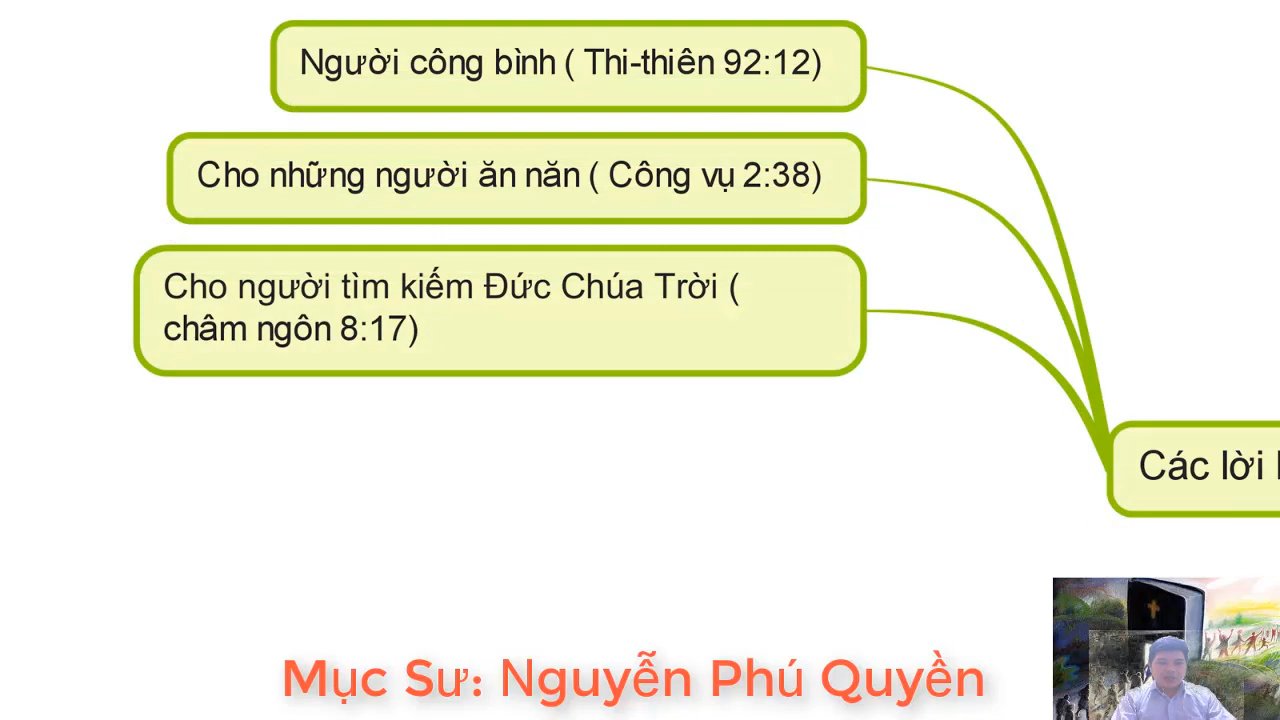 Người công bình ( Thi-thiên 92:12)
Cho những người ăn năn ( Công vụ 2:38)
Cho người tìm kiếm Đức Chúa Trời (
châm ngôn 8:17)
Các lời
Mục Sư: Nguyễn Phú Quyền